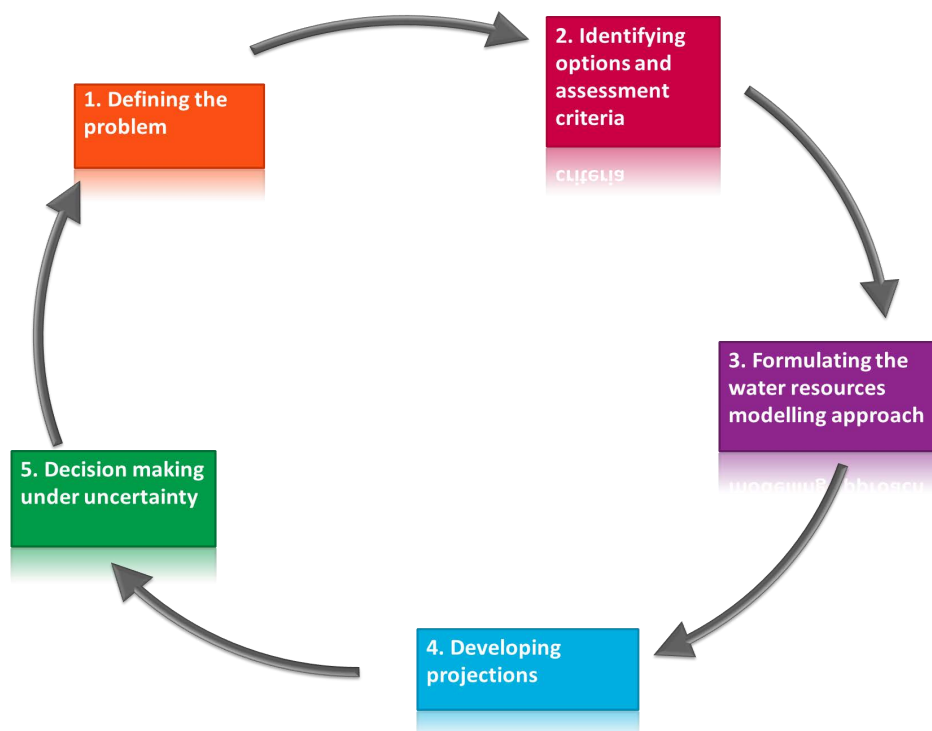 1. Defining the
problem
2. Identifying
options and
assessment
criteria
3. Formulating the
water resources
modelling approach
4. Developing
projections
5. Decision making
under uncertainty